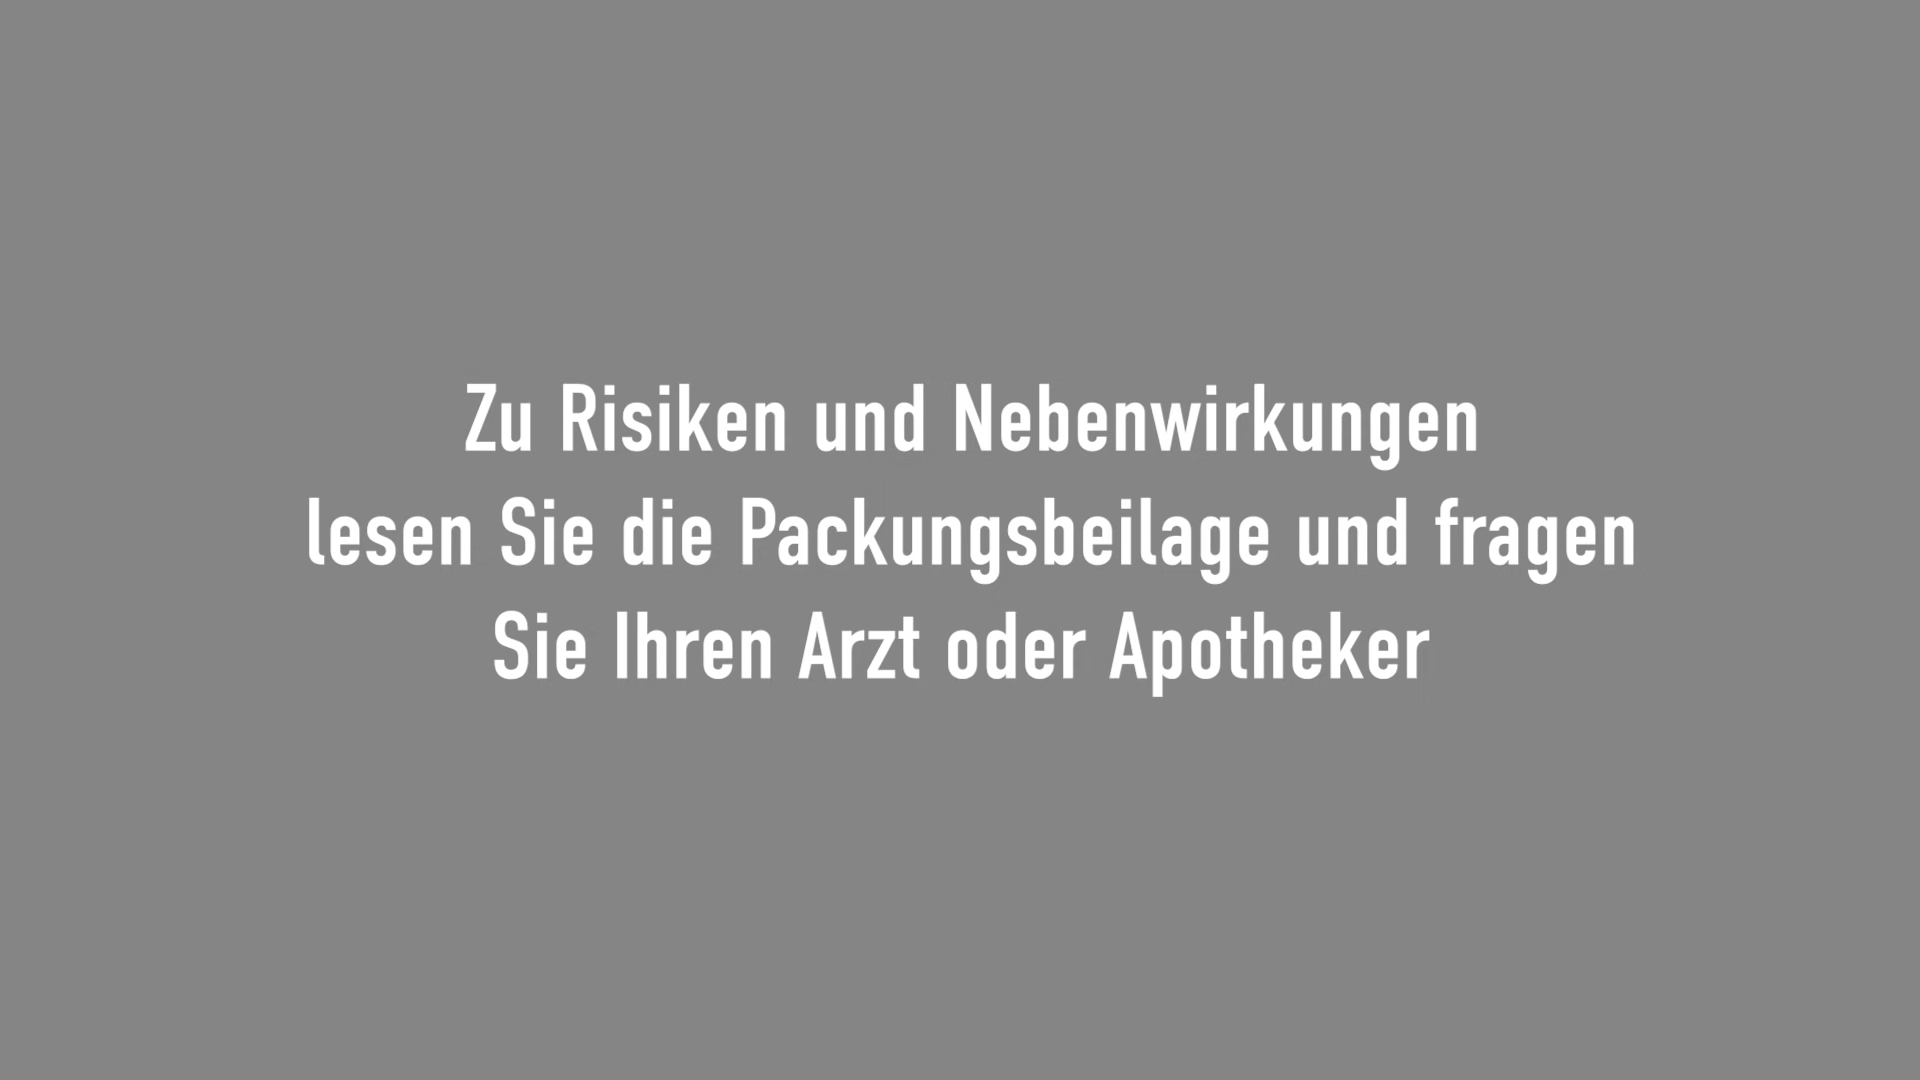 Zu Risiken und Nebenwirkungen
lesen Sie die Packungsbeilage und fragen
Sie Ihren Arzt oder Apotheker